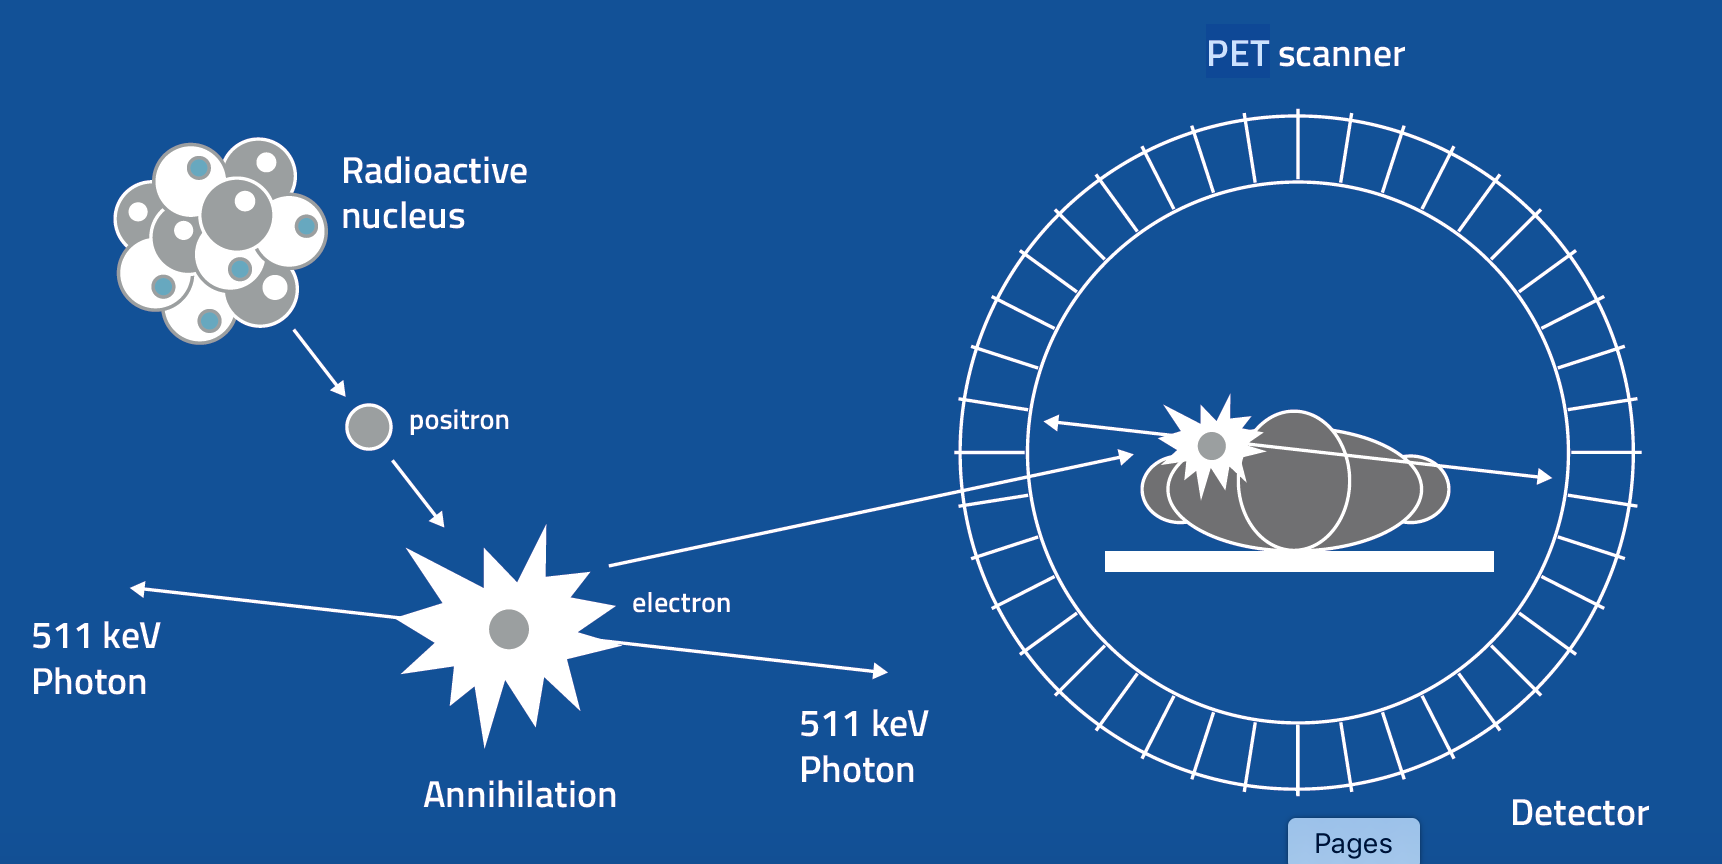 PET scanner
Radioactive
nucleus
positron
electron
511 keV
Photon
511 keV
Photon
Annihilation
Detector
Pages